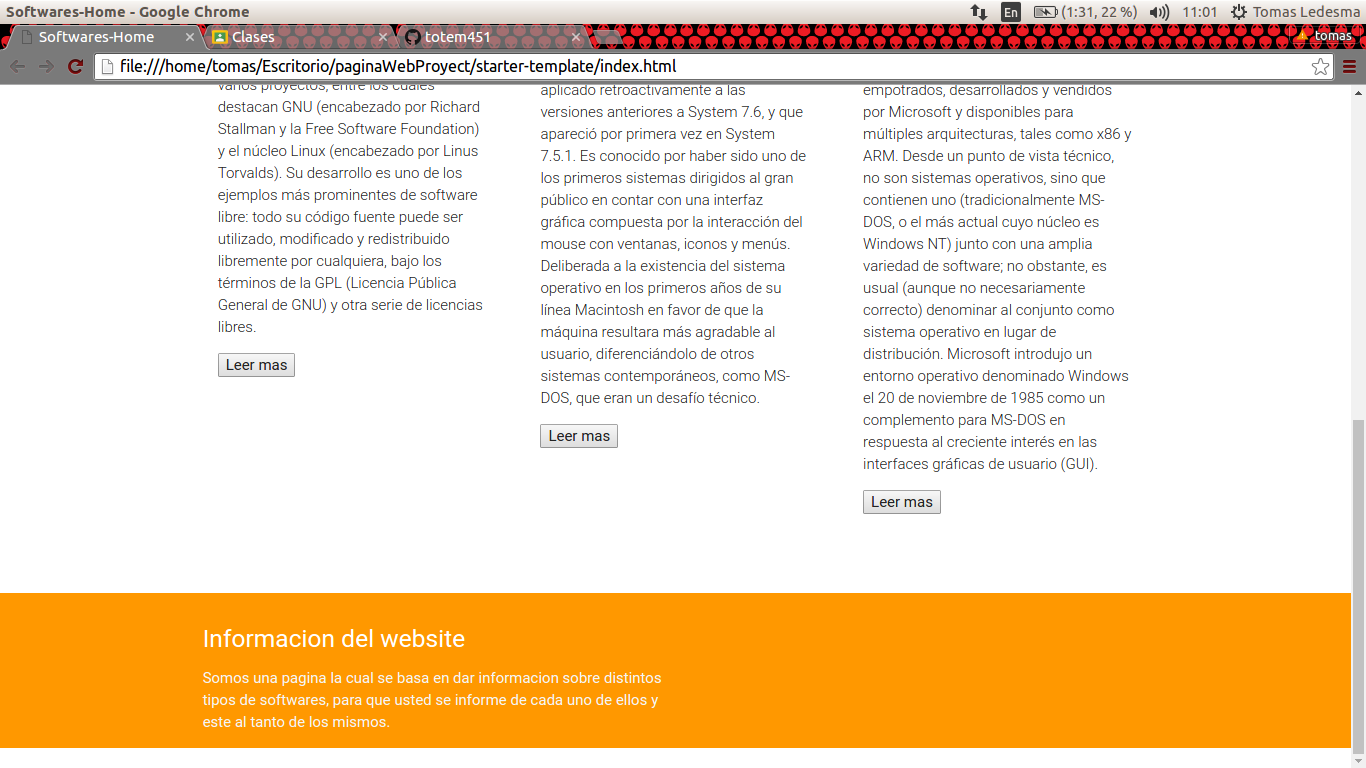 Softwares-Home - Google Chrome
En (1:31, 22 %) 11:01 Tomas Ledesma
Softwares-Home
Clases
totem451
tomas
file:///home/tomas/Escritorio/paginaWebProyect/starter-template/index.html
varios proyectos, entre los cuales
destacan GNU (encabezado por Richard
Stallman y la Free Software Foundation)
y el núcleo Linux (encabezado por Linus
Torvalds). Su desarrollo es uno de los
ejemplos más prominentes de software
libre: todo su código fuente puede ser
utilizado, modificado y redistribuido
libremente por cualquiera, bajo los
términos de la GPL (Licencia Pública
General de GNU) y otra serie de licencias
libres.
Leer mas
aplicado retroactivamente a las
versiones anteriores a System 7.6, y que
apareció por primera vez en System
7.5.1. Es conocido por haber sido uno de
los primeros sistemas dirigidos al gran
público en contar con una interfaz
gráfica compuesta por la interacción del
mouse con ventanas, iconos y menús.
Deliberada a la existencia del sistema
operativo en los primeros años de su
línea Macintosh en favor de que la
máquina resultara más agradable al
usuario, diferenciándolo de otros
sistemas contemporáneos, como MS-
DOS, que eran un desafío técnico.
Leer mas
empotrados, desarrollados y vendidos
por Microsoft y disponibles para
múltiples arquitecturas, tales como x86 y
ARM. Desde un punto de vista técnico,
no son sistemas operativos, sino que
contienen uno (tradicionalmente MS-
DOS, o el más actual cuyo núcleo es
Windows NT) junto con una amplia
variedad de software; no obstante, es
usual (aunque no necesariamente
correcto) denominar al conjunto como
sistema operativo en lugar de
distribución. Microsoft introdujo un
entorno operativo denominado Windows
el 20 de noviembre de 1985 como un
complemento para MS-DOS en
respuesta al creciente interés en las
interfaces gráficas de usuario (GUI).
Leer mas
Informacion del website
Somos una pagina la cual se basa en dar informacion sobre distintos
tipos de softwares, para que usted se informe de cada uno de ellos y
este al tanto de los mismos.